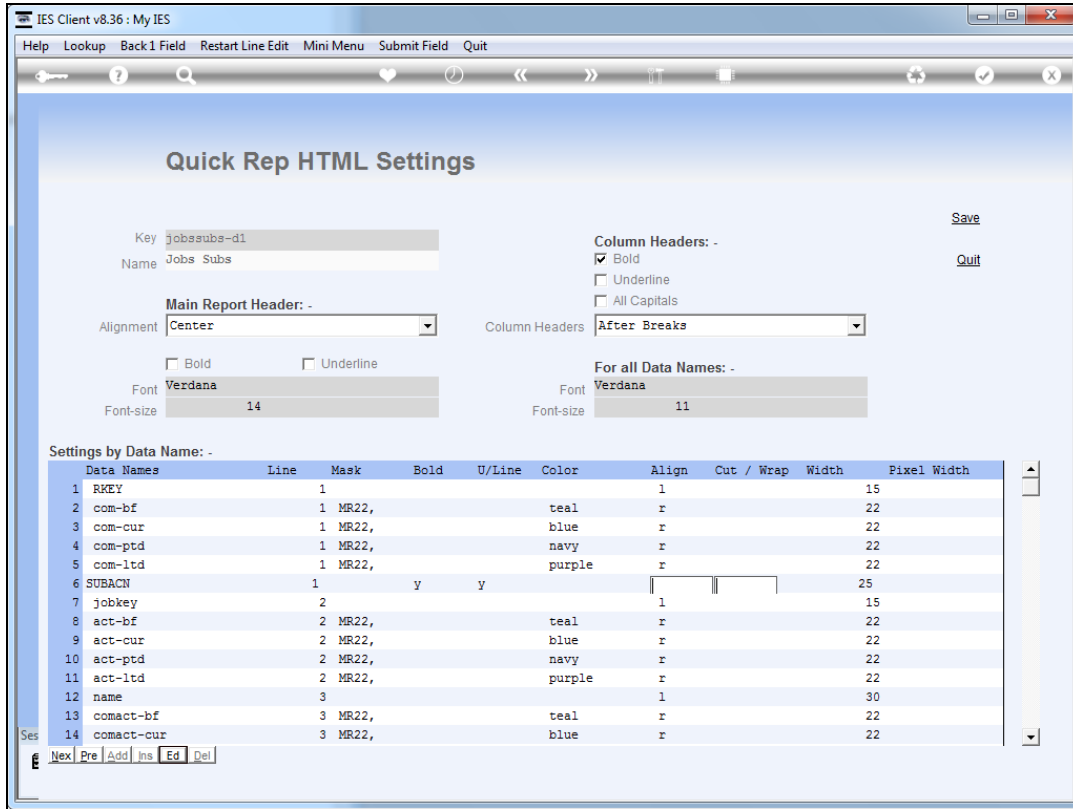 IES Client v8.36 : My IES
Help Lookup Back 1 Field Restart Line Edit Mini Menu Submit Field Quit
Quick Rep HTML Settings
Save
Key jobssubs-d1
Column Headers: -
Name Jobs Subs
Bold
Quit
Underline
Main Report Header: -
All Capitals
Alignment Center
Column Headers After Breaks
Bold Underline
For all Data Names: -
Font Verdana
Font Verdana
Font-size 14
Font-size 11
Settings by Data Name: -
Data Names Line Mask Bold U/Line Color Align Cut / Wrap Width Pixel Width
1 RKEY 1 l 15
2 com-bf 1 MR22, teal r 22
3 com-cur 1 MR22, blue r 22
4 com-ptd 1 MR22, navy r 22
5 com-ltd 1 MR22, purple r 22
6 SUBACN 1 y y 25
7 jobkey 2 l 15
8 act-bf 2 MR22, teal r 22
9 act-cur 2 MR22, blue r 22
10 act-ptd 2 MR22, navy r 22
11 act-ltd 2 MR22, purple r 22
12 name 3 l 30
13 comact-bf 3 MR22, teal r 22
14 comact-cur 3 MR22, blue r 22
Ses
Nex Pre Add Ins Ed Del